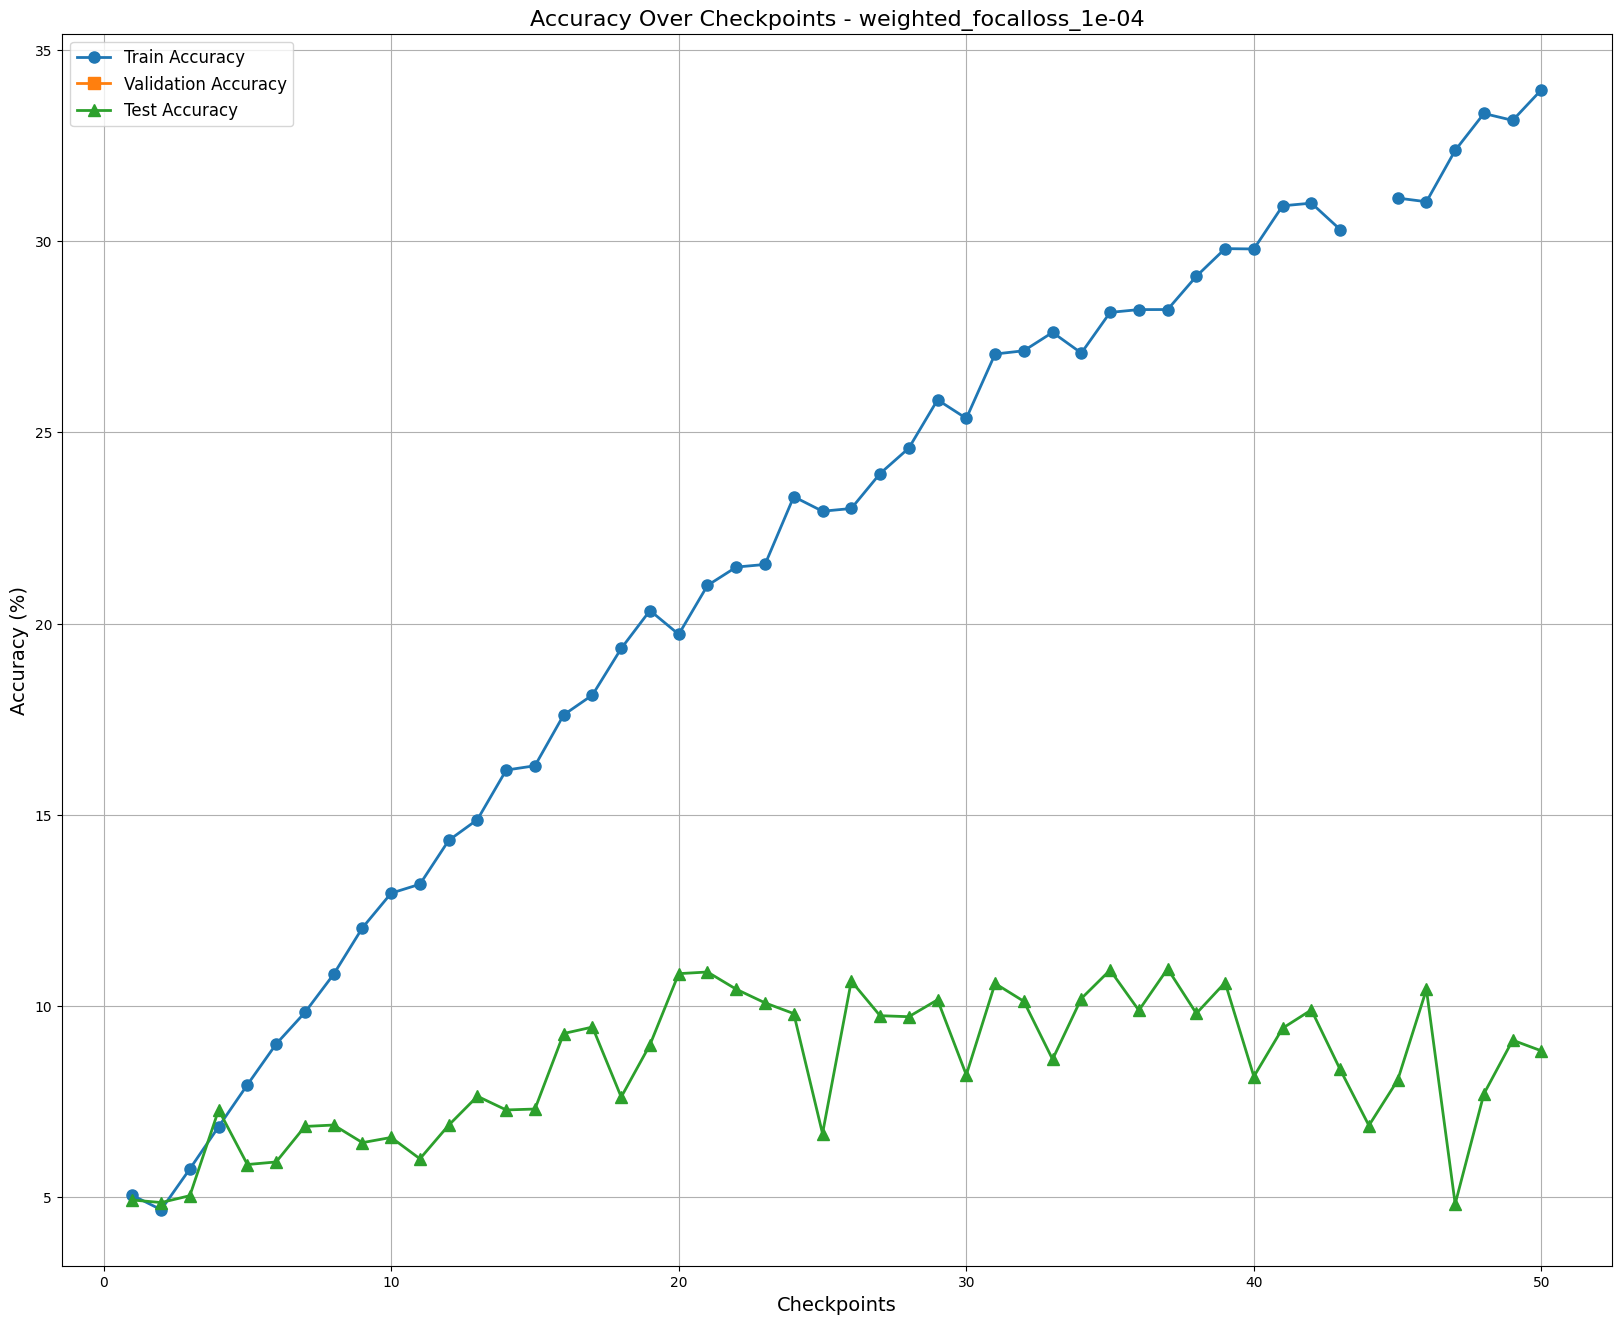 Accuracy Over Checkpoints - weighted_focalloss_1e-04
Train Accuracy
Validation Accuracy
Test Accuracy
Accuracy (%)
35
30
25
20
15
10
5
0 10 20 30 40 50
Checkpoints